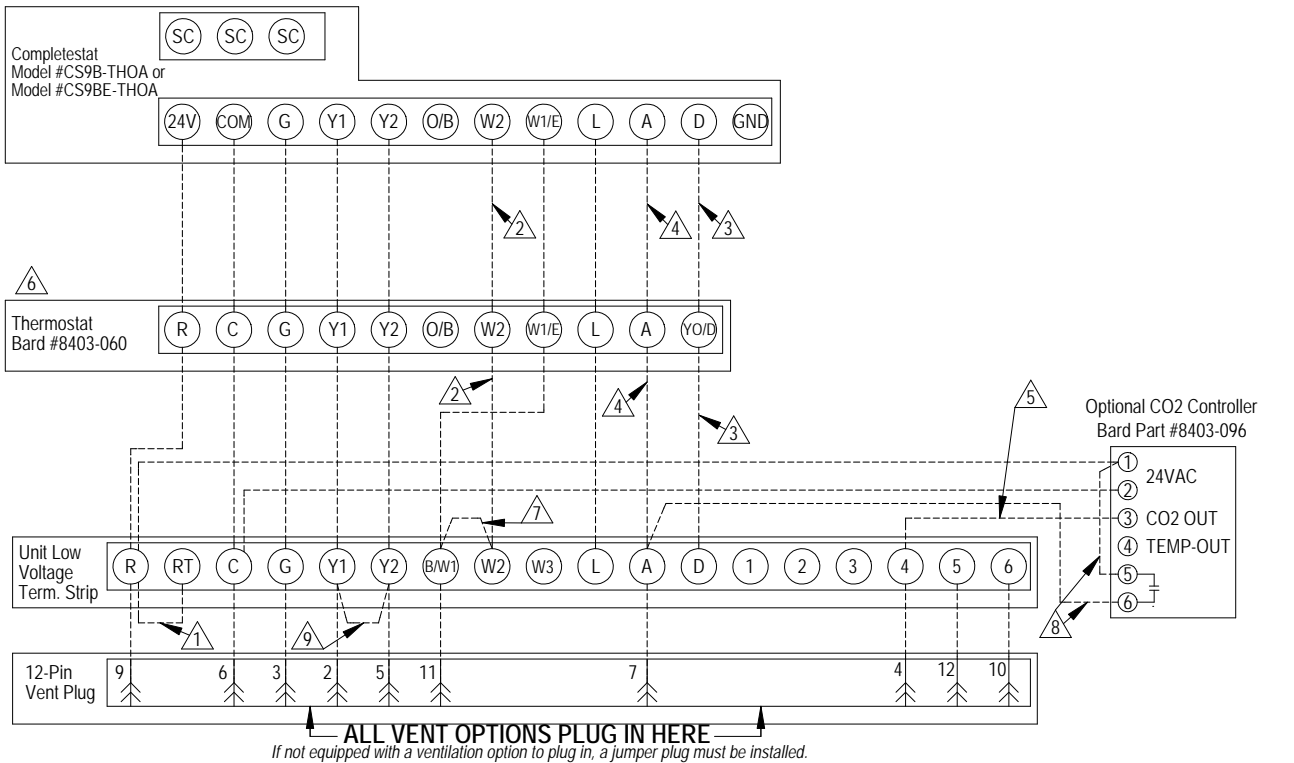 SC SC SC
Completestat
Model #CS9B-THOA or
Model #CS9BE-THOA
24V COM G Y1 Y2 O/B W2 W1/E L A D GND
2 4 3
6
Thermostat
Bard #8403-060
R C G Y1 Y2 O/B W2 W1/E L A YO/D
2 4 3 5
Optional CO2 Controller
Bard Part #8403-096
1 24VAC
2
3 CO2 OUT
4 TEMP-OUT
5
6
7
8
Unit Low
Voltage
Term. Strip
R RT C G Y1 Y2 B/W1 W2 W3 L A D 1 2 3 4 5 6
1 9
12-Pin
Vent Plug
9 6 3 2 5 11 7 4 12 10
ALL VENT OPTIONS PLUG IN HERE
If not equipped with a ventilation option to plug in, a jumper plug must be installed.